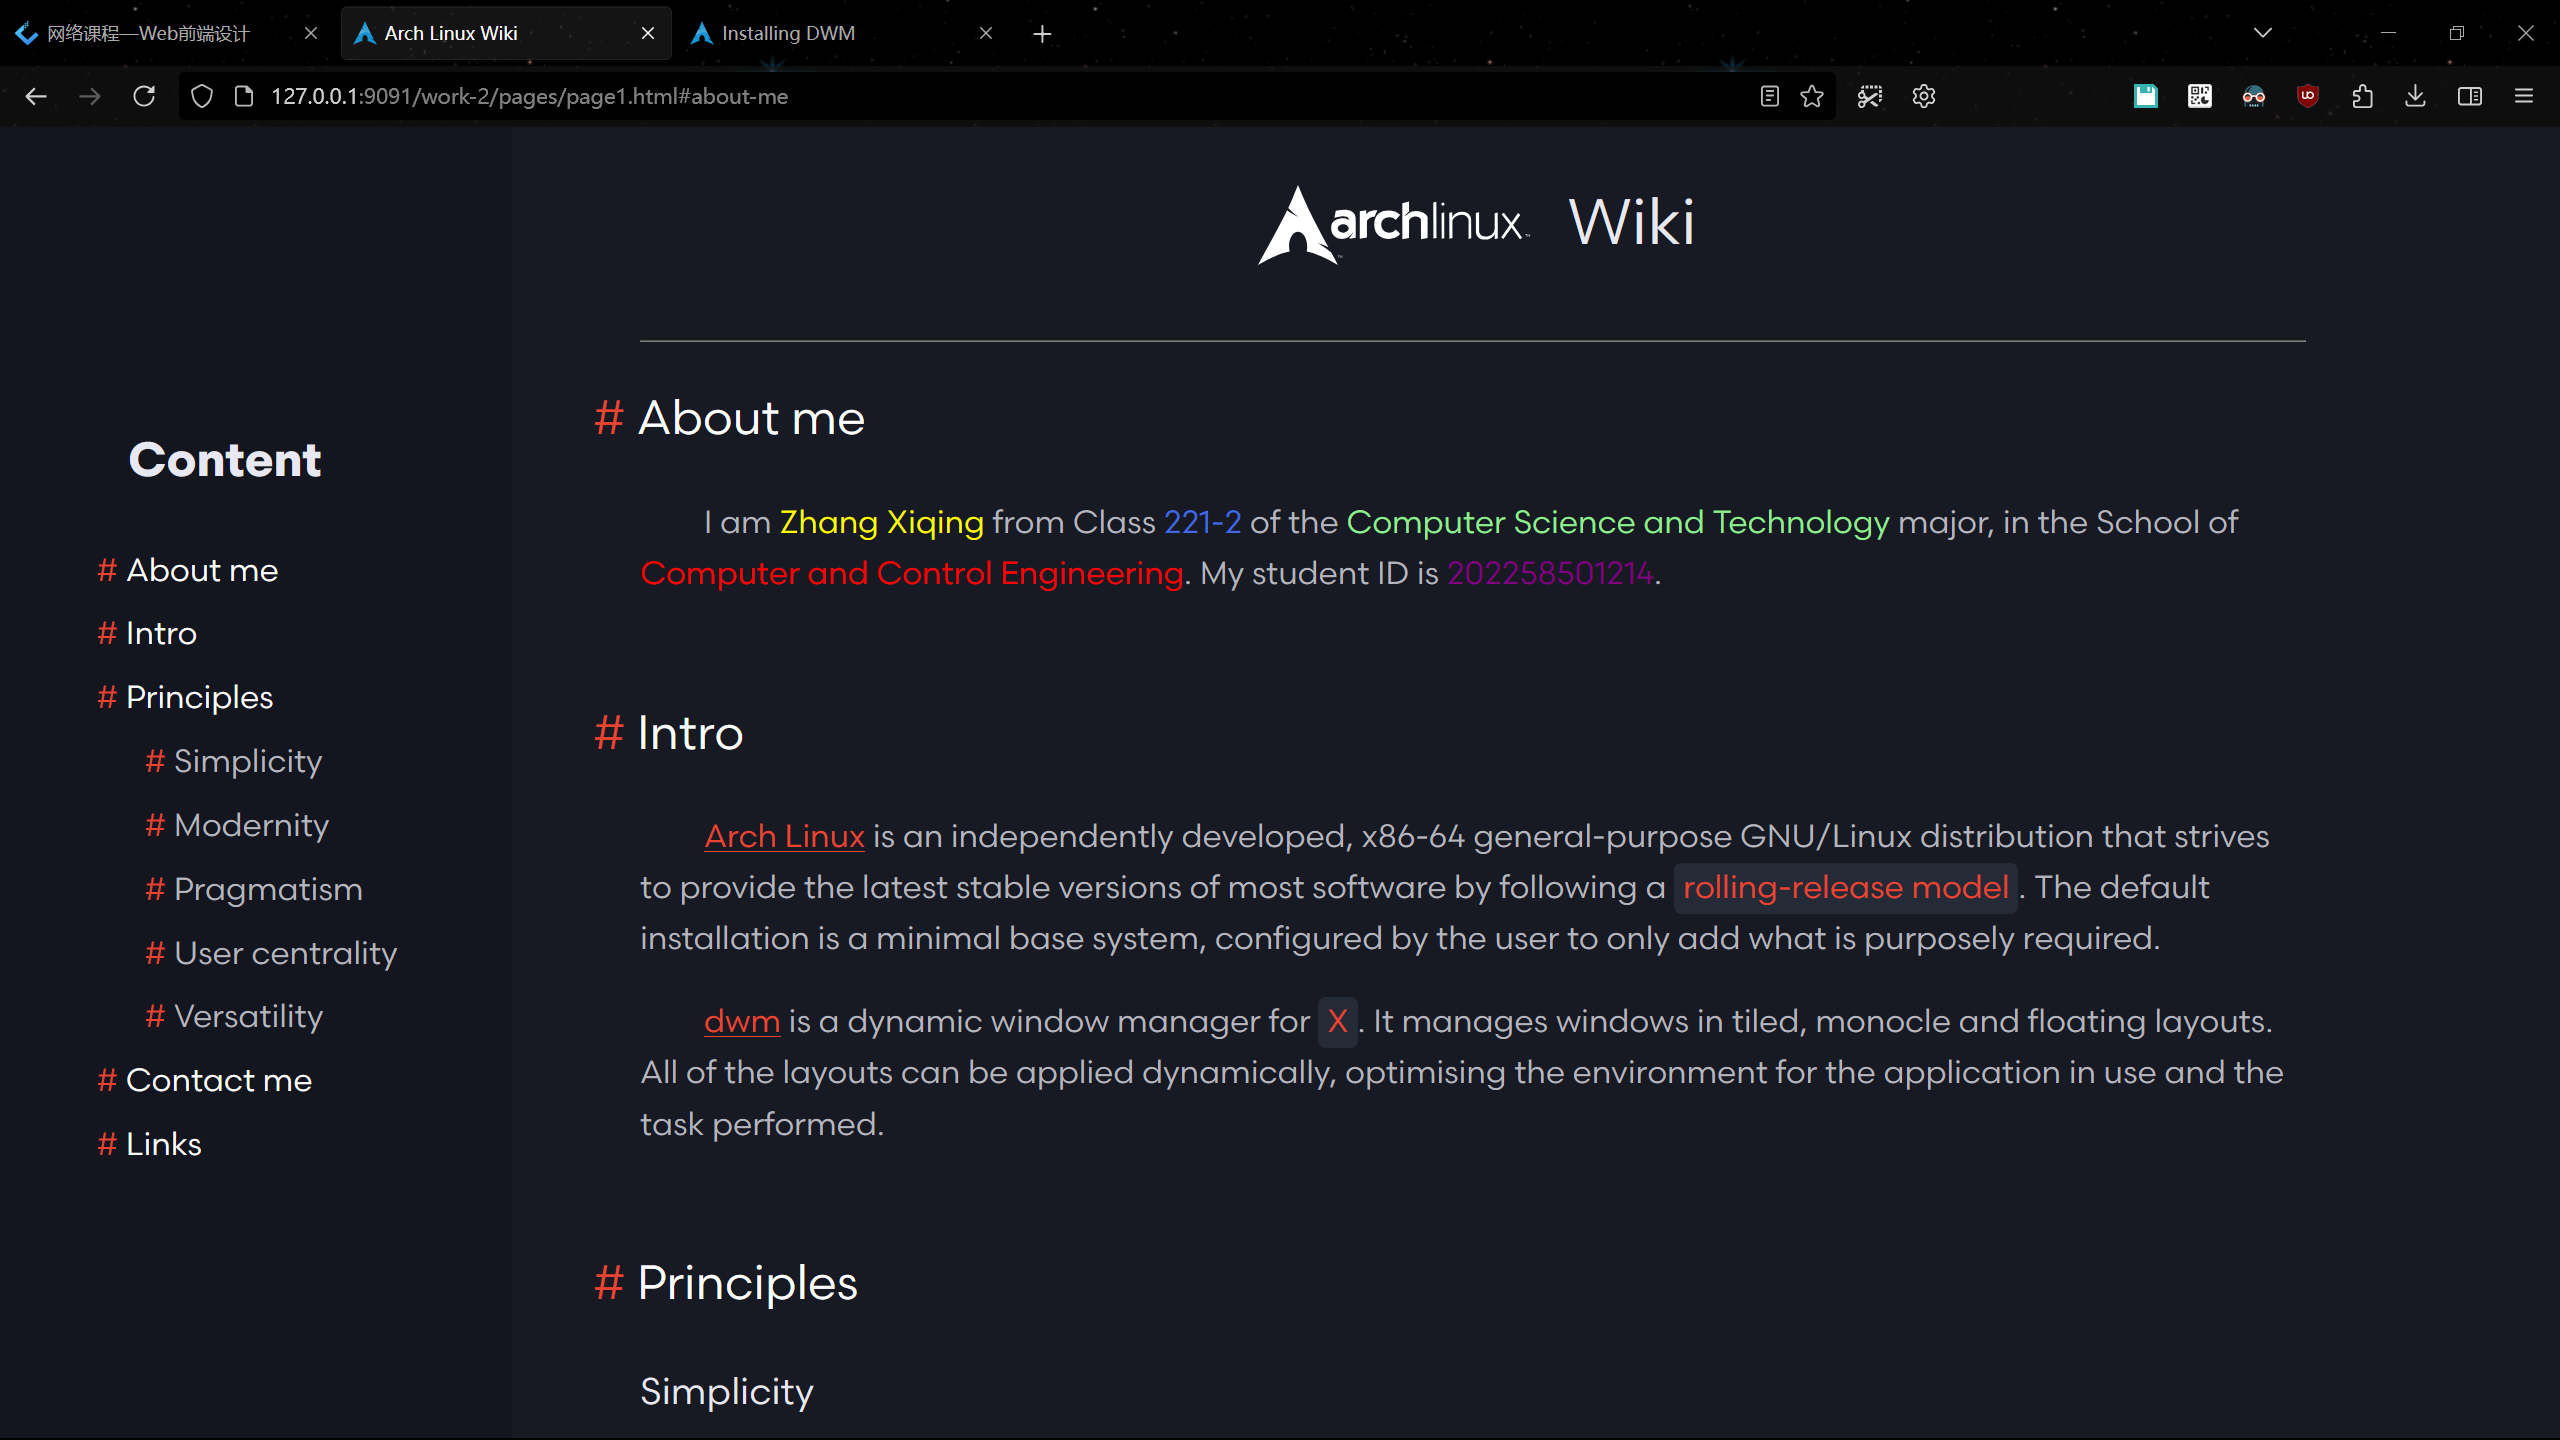 网络课程—Web前端设计
Arch Linux Wiki
Installing DWM
127.0.0.1:9091/work-2/pages/page1.html#about-me
archlinux Wiki
Content
# About me
# Intro
# Principles
# Simplicity
# Modernity
# Pragmatism
# User centrality
# Versatility
# Contact me
# Links
# About me
I am Zhang Xiqing from Class 221-2 of the Computer Science and Technology major, in the School of
Computer and Control Engineering. My student ID is 202258501214.
# Intro
Arch Linux is an independently developed, x86-64 general-purpose GNU/Linux distribution that strives
to provide the latest stable versions of most software by following a rolling-release model. The default
installation is a minimal base system, configured by the user to only add what is purposely required.
dwm is a dynamic window manager for X. It manages windows in tiled, monocle and floating layouts.
All of the layouts can be applied dynamically, optimising the environment for the application in use and the
task performed.
# Principles
Simplicity